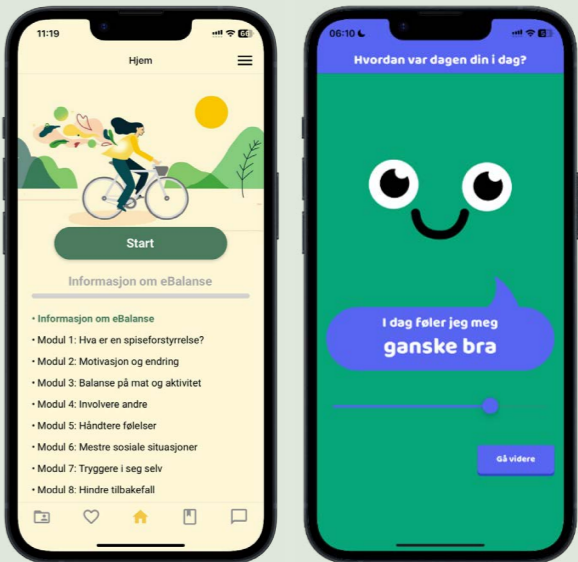 11:19
66
Hjem
Start
Informasjon om eBalanse
• Informasjon om eBalanse
• Modul 1: Hva er en spiseforstyrrelse?
• Modul 2: Motivasjon og endring
• Modul 3: Balanse på mat og aktivitet
• Modul 4: Involvere andre
• Modul 5: Håndtere følelser
• Modul 6: Mestre sosiale situasjoner
• Modul 7: Tryggere i seg selv
• Modul 8: Hindre tilbakefall
06:10
Hvordan var dagen din i dag?
I dag føler jeg meg
ganske bra
Gå videre